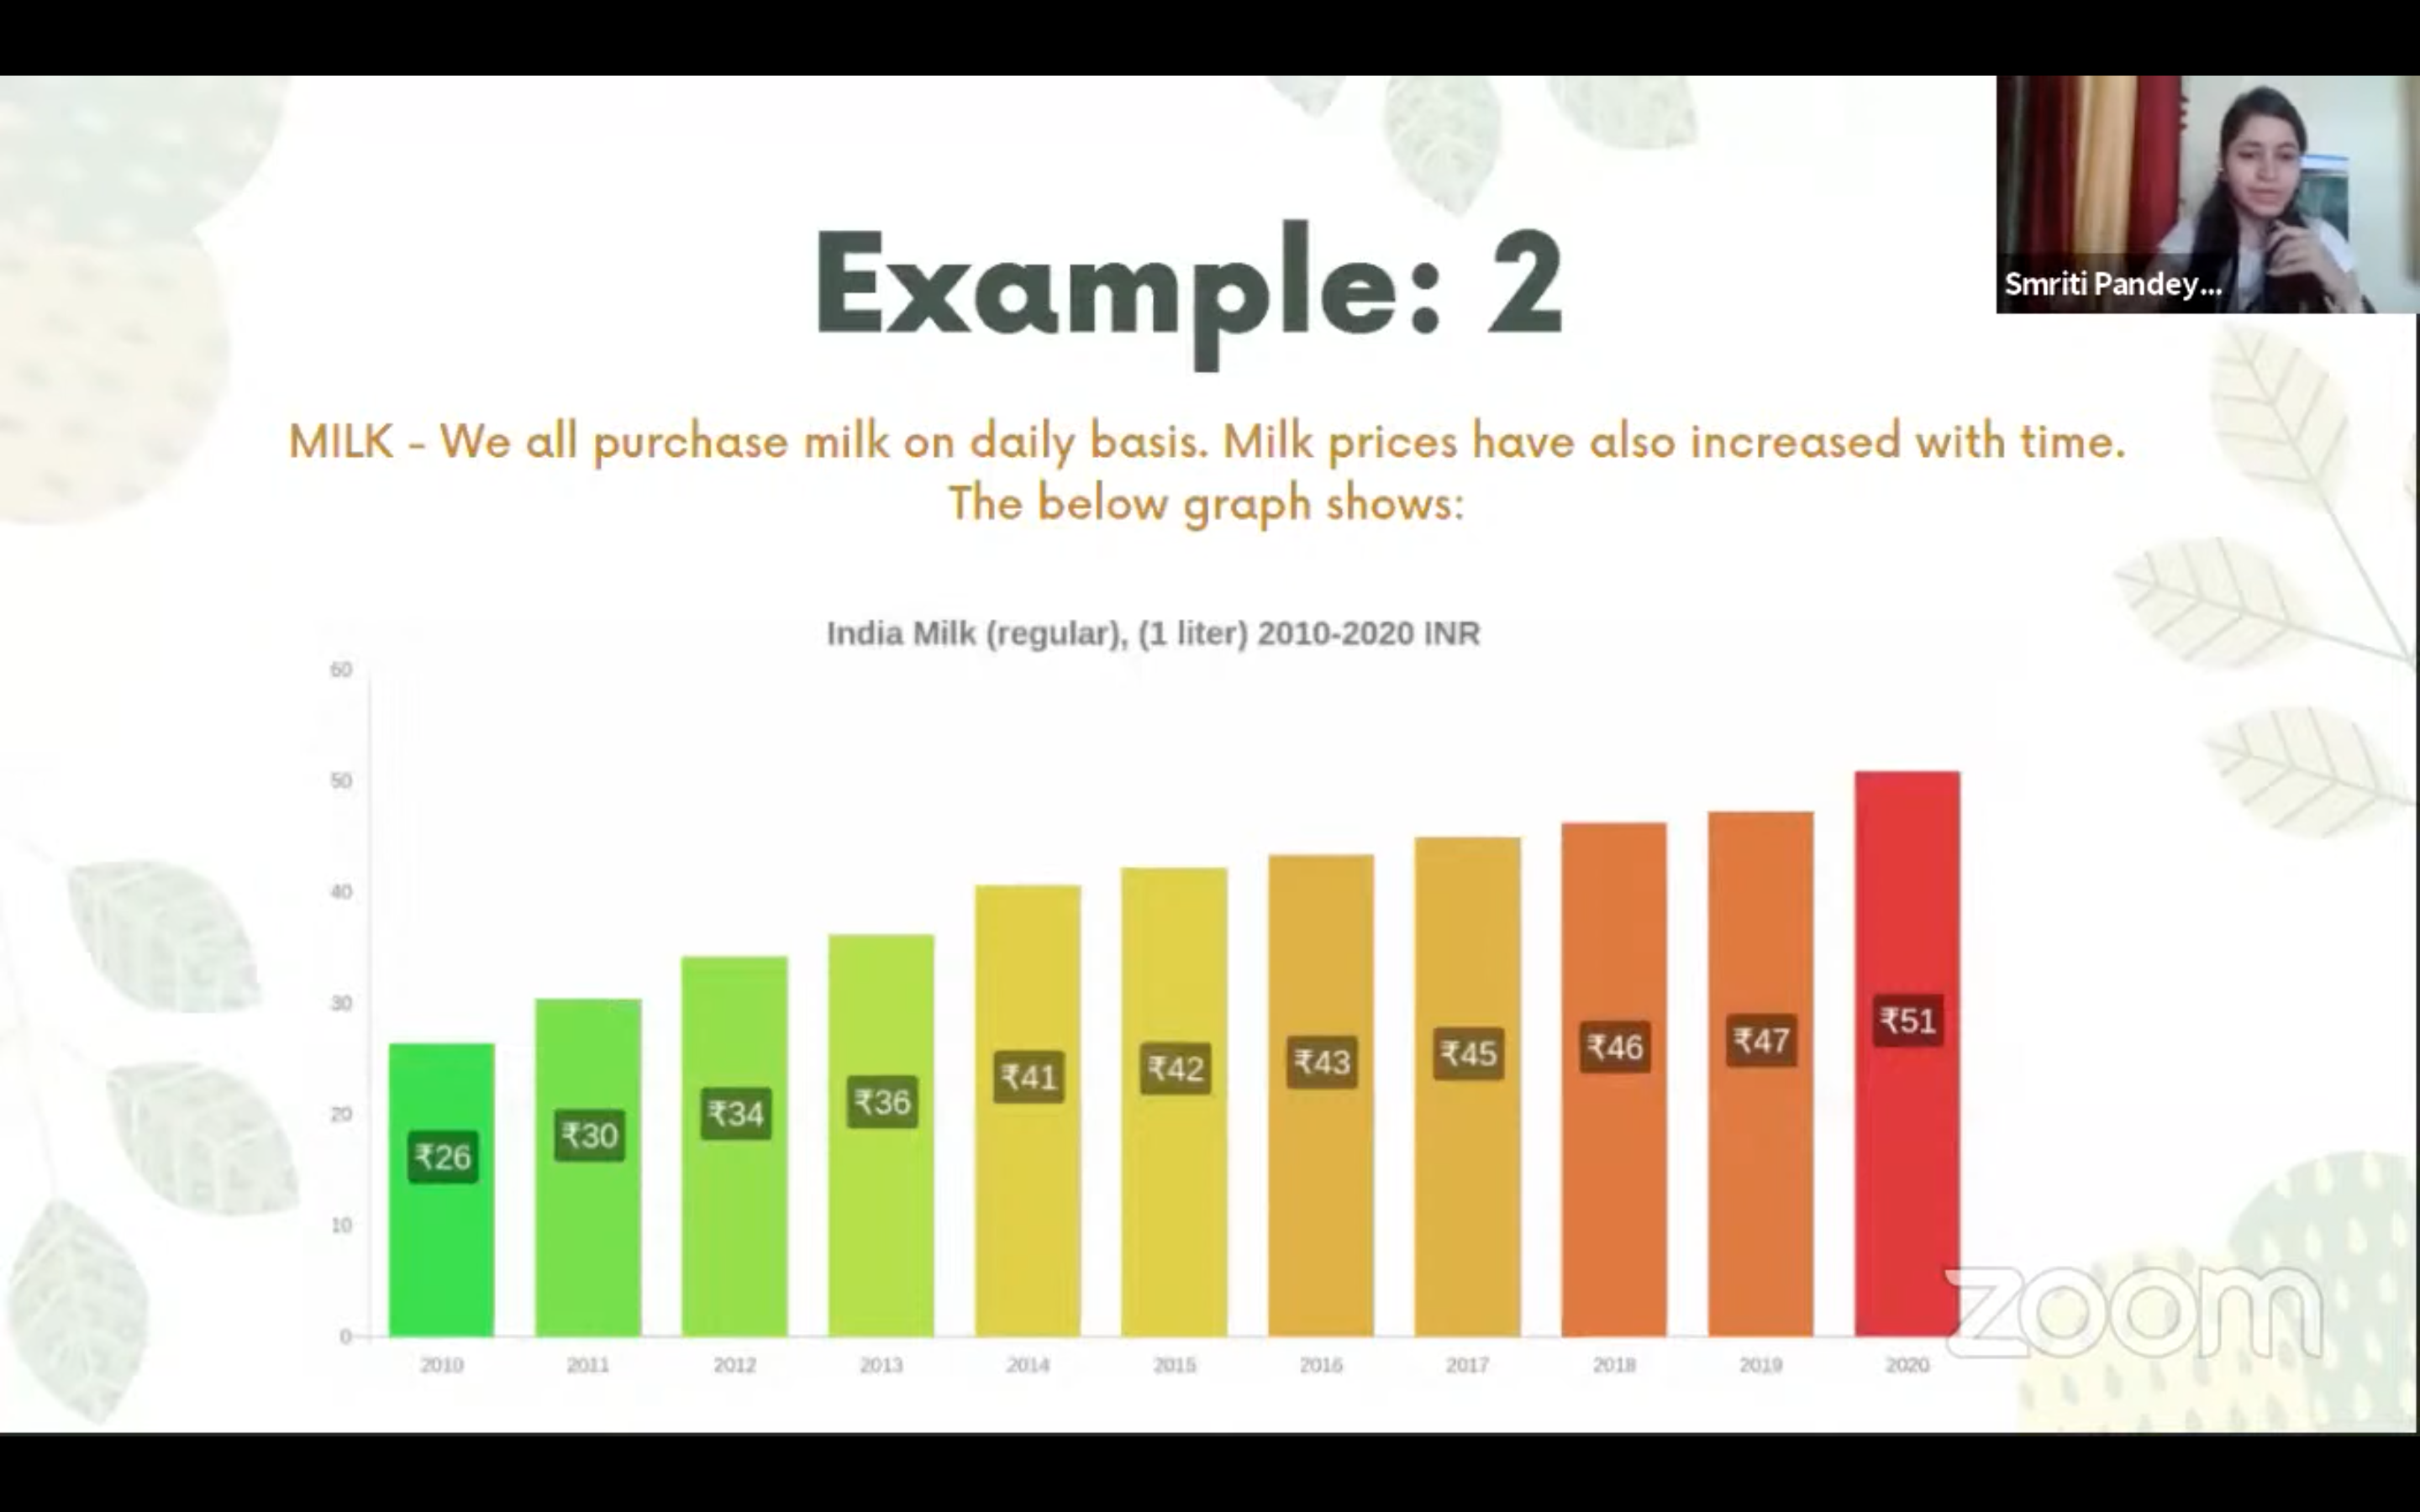 Example: 2
Smriti Pandey...
MILK - We all purchase milk on daily basis. Milk prices have also increased with time.
The below graph shows:
India Milk (regular), (1 liter) 2010-2020 INR
60
50
40
30
20
10
0
₹26
₹30
₹34
₹36
₹41
₹42
₹43
₹45
₹46
₹47
₹51
2010 2011 2012 2013 2014 2015 2016 2017 2018 2019 2020
zoom